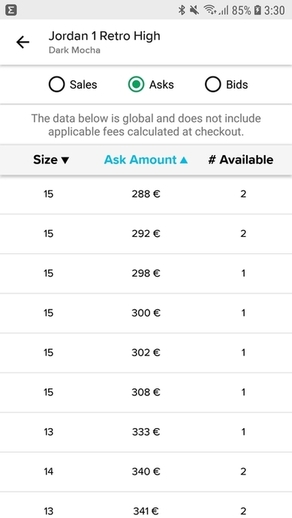 85% 3:30
Jordan 1 Retro High
Dark Mocha
Sales Asks Bids
The data below is global and does not include
applicable fees calculated at checkout.
Size ▼ Ask Amount ▲ # Available
15 288 € 2
15 292 € 2
15 298 € 1
15 300 € 1
15 302 € 1
15 308 € 1
13 333 € 1
14 340 € 2
13 341 € 2